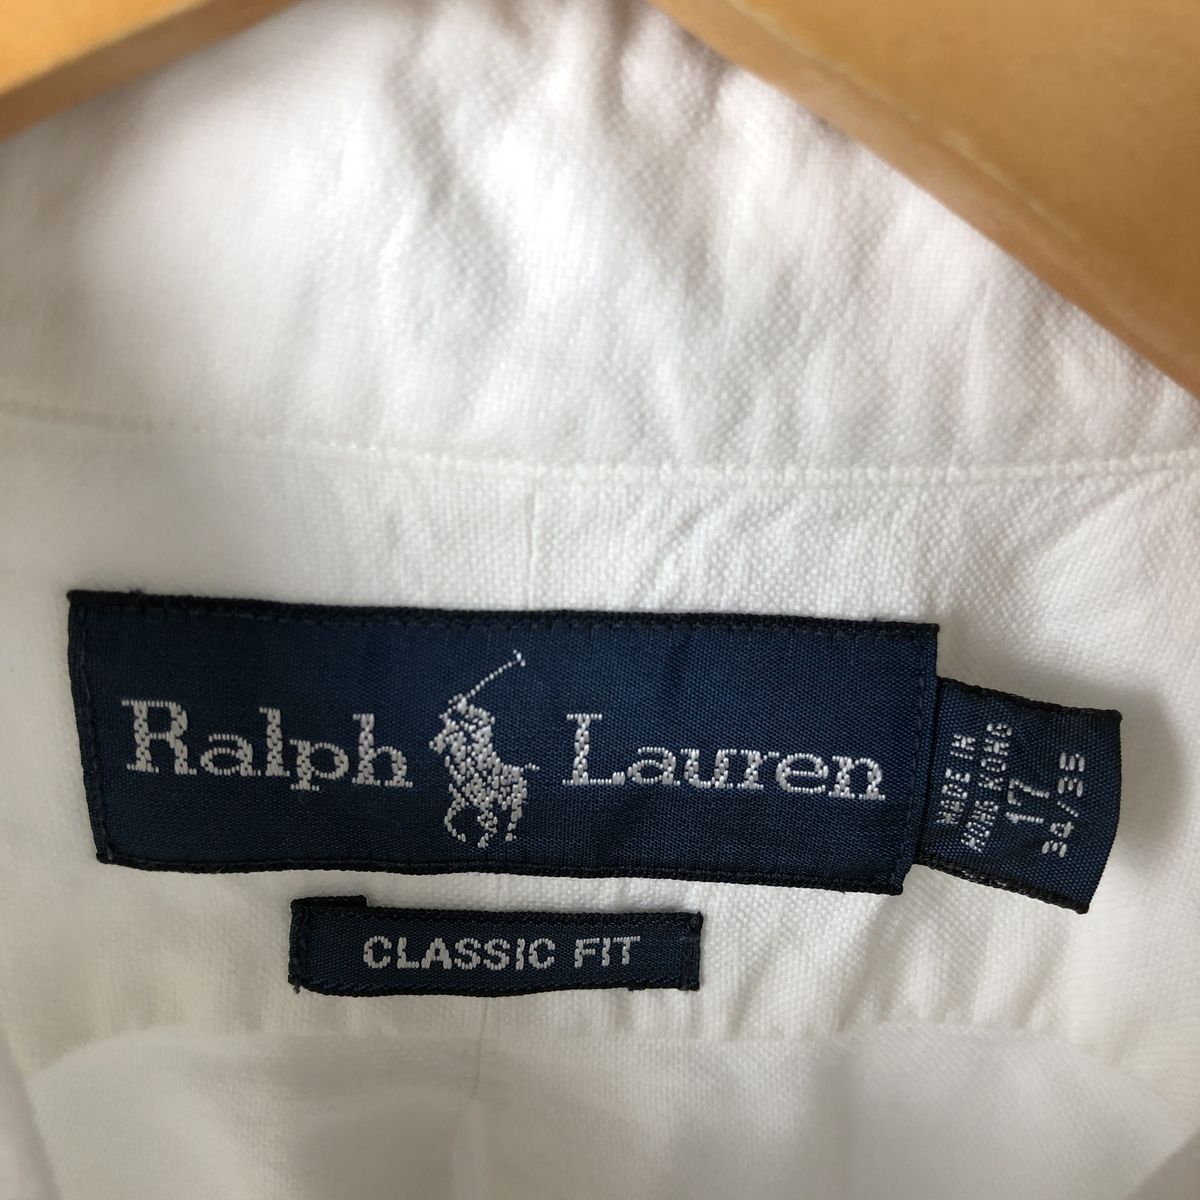 Ralph Lauren
MADE IN
HONG KONG
17
34/35
CLASSIC FIT